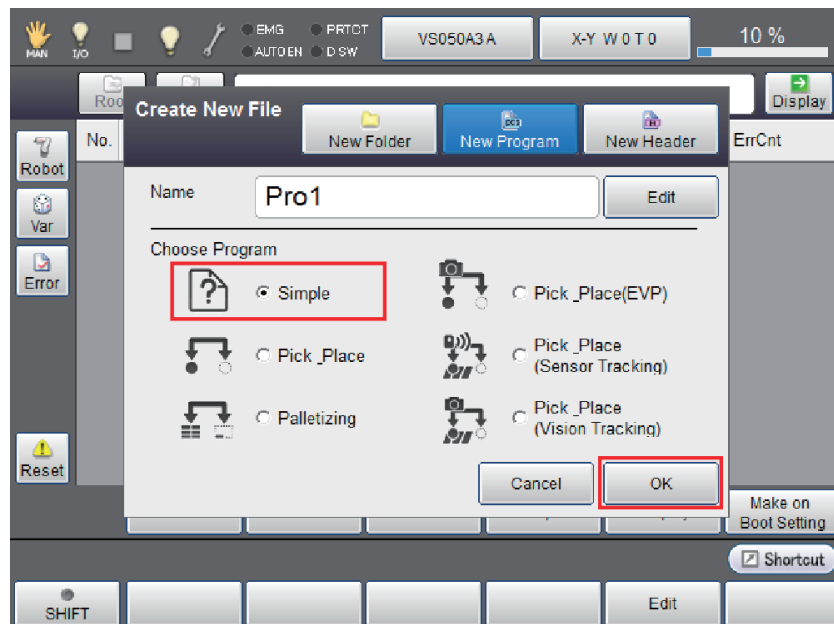 MAN
I/O
EMG
PRTCT
AUTOEN
DSW
VS050A3A
X-Y W0T0
10 %
Display
Create New File
New Folder
New Program
New Header
No.
ErrCnt
Robot
Var
Error
Reset
Name
Pro1
Edit
Choose Program
Simple
Pick_Place
Palletizing
Pick_Place(EVP)
Pick_Place
(Sensor Tracking)
Pick_Place
(Vision Tracking)
Cancel
OK
Make on
Boot Setting
Shortcut
SHIFT
Edit